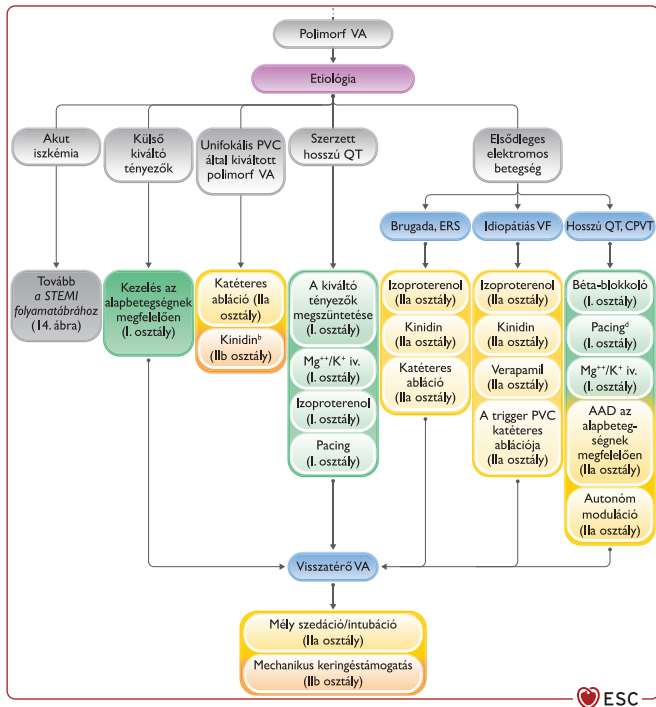 Polimorf VA
Etiológia
Akut
iszkémia
Külső
kiváltó
tényezők
Unifokális PVC
által kiváltott
polimorf VA
Szerzett
hosszú QT
Elsődleges
elektromos
betegség
Brugada, ERS
Idiopátiás VF
Hosszú QT, CPVT
Tovább
a STEMI
folyamatábrához
(14. ábra)
Kezelés az
alapbetegségnek
megfelelően
(I. osztály)
Katéteres
abláció (IIa
osztály)
Kinidinᵇ
(IIb osztály)
A kiváltó
tényezők
megszüntetése
(I. osztály)
Mg⁺⁺/K⁺ iv.
(I. osztály)
Izoproterenol
(I. osztály)
Pacing
(I. osztály)
Izoproterenol
(IIa osztály)
Kinidin
(IIa osztály)
Katéteres
abláció
(IIa osztály)
Izoproterenol
(IIa osztály)
Kinidin
(IIa osztály)
Verapamil
(IIa osztály)
A trigger PVC
katéteres
ablációja
(IIa osztály)
Béta-blokkoló
(I. osztály)
Pacingᵈ
(I. osztály)
Mg⁺⁺/K⁺ iv.
(I. osztály)
AAD az
alapbeteg-
ségnek
megfelelően
(IIa osztály)
Autonóm
moduláció
(IIa osztály)
Visszatérő VA
Mély szedáció/intubáció
(IIa osztály)
Mechanikus keringéstámogatás
(IIb osztály)
ESC